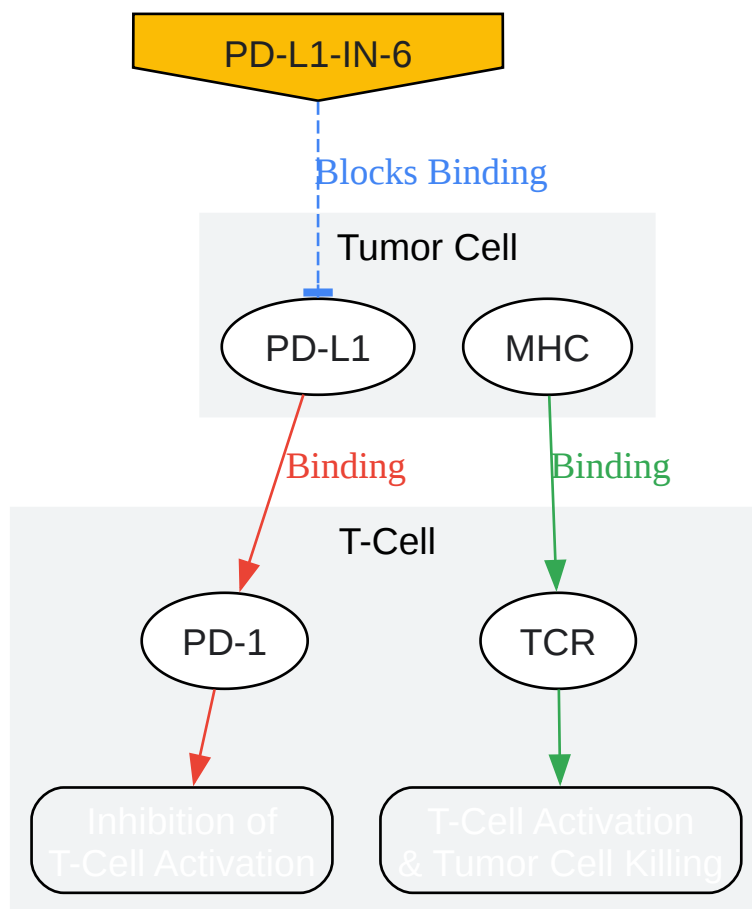 PD-L1-IN-6
Blocks Binding
Tumor Cell
PD-L1
MHC
Binding
Binding
T-Cell
PD-1
TCR
Inhibition of
T-Cell Activation
T-Cell Activation
& Tumor Cell Killing